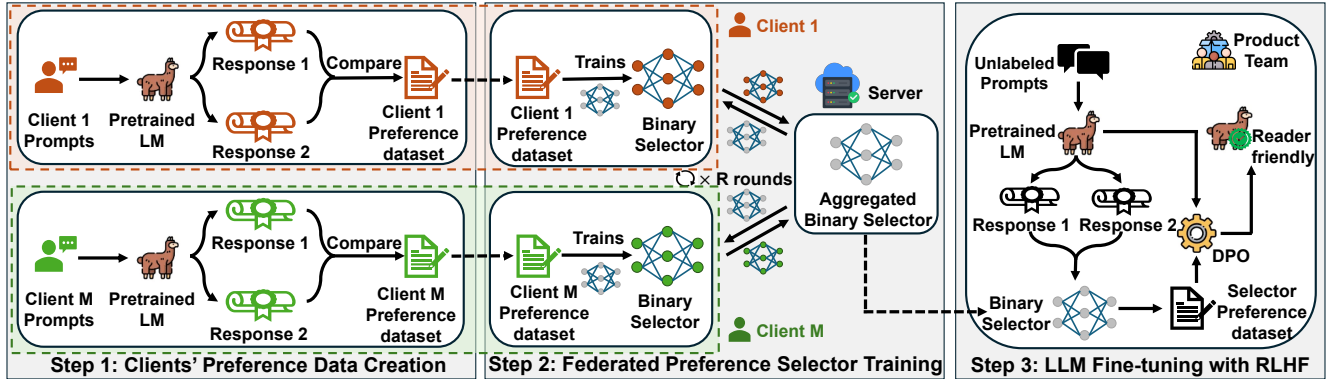 Client 1
Prompts
Pretrained
LM
Response 1
Response 2
Compare
Client 1
Preference
dataset
Client M
Prompts
Pretrained
LM
Response 1
Response 2
Compare
Client M
Preference
dataset
Step 1: Clients' Preference Data Creation
Client 1
Preference
dataset
Trains
Binary
Selector
Client 1
Server
Aggregated
Binary Selector
× R rounds
Client M
Preference
dataset
Trains
Binary
Selector
Client M
Step 2: Federated Preference Selector Training
Unlabeled
Prompts
Product
Team
Pretrained
LM
Reader
friendly
Response 1
Response 2
DPO
Binary
Selector
Selector
Preference
dataset
Step 3: LLM Fine-tuning with RLHF